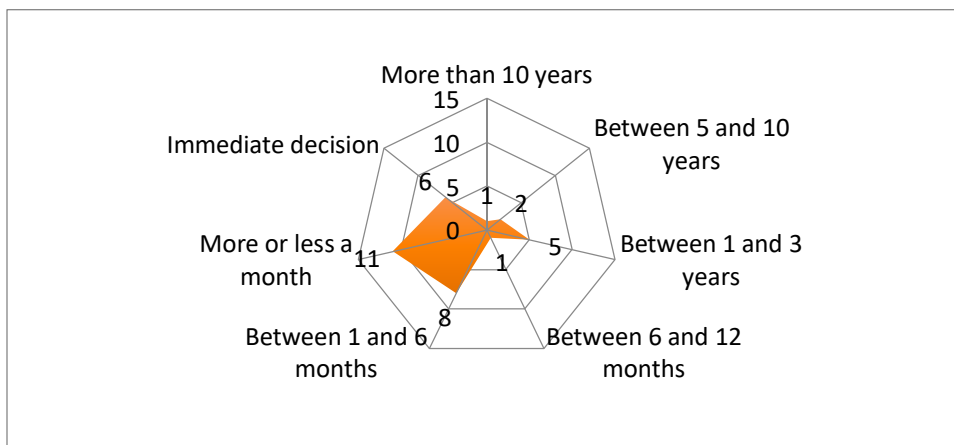 More than 10 years
15
Immediate decision
10
Between 5 and 10
years
6
5
1
2
More or less a
month
11
0
5
Between 1 and 3
years
1
8
Between 1 and 6
months
Between 6 and 12
months